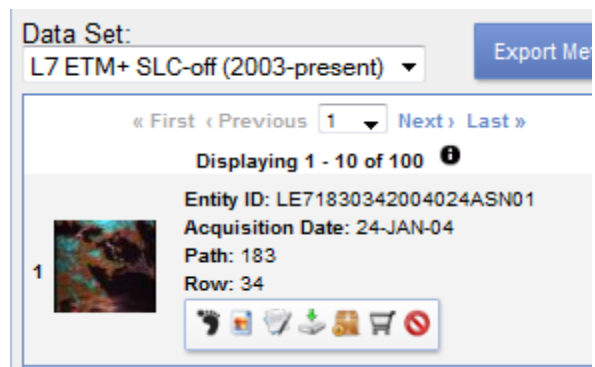 Data Set:
L7 ETM+ SLC-off (2003-present)
Export Met
« First ‹ Previous 1 Next › Last »
Displaying 1 - 10 of 100
Entity ID: LE71830342004024ASN01
Acquisition Date: 24-JAN-04
Path: 183
1
Row: 34